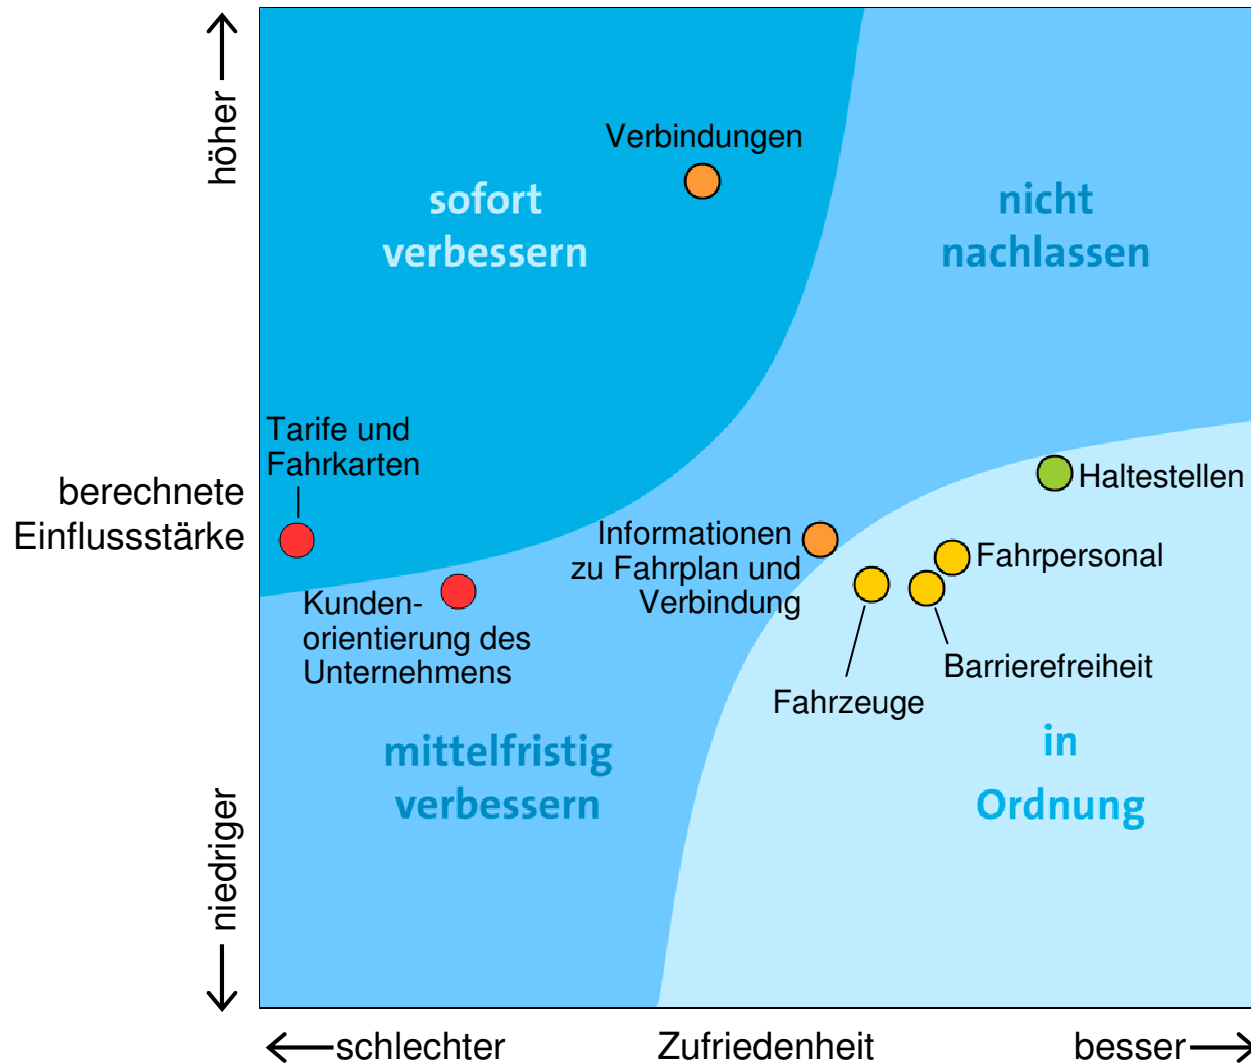 höher
Verbindungen
sofort
verbessern
nicht
nachlassen
Tarife und
Fahrkarten
berechnete
Einflussstärke
Haltestellen
Informationen
zu Fahrplan und
Verbindung
Fahrpersonal
Kunden-
orientierung des
Unternehmens
Barrierefreiheit
Fahrzeuge
mittelfristig
verbessern
in
Ordnung
niedriger
schlechter
Zufriedenheit
besser